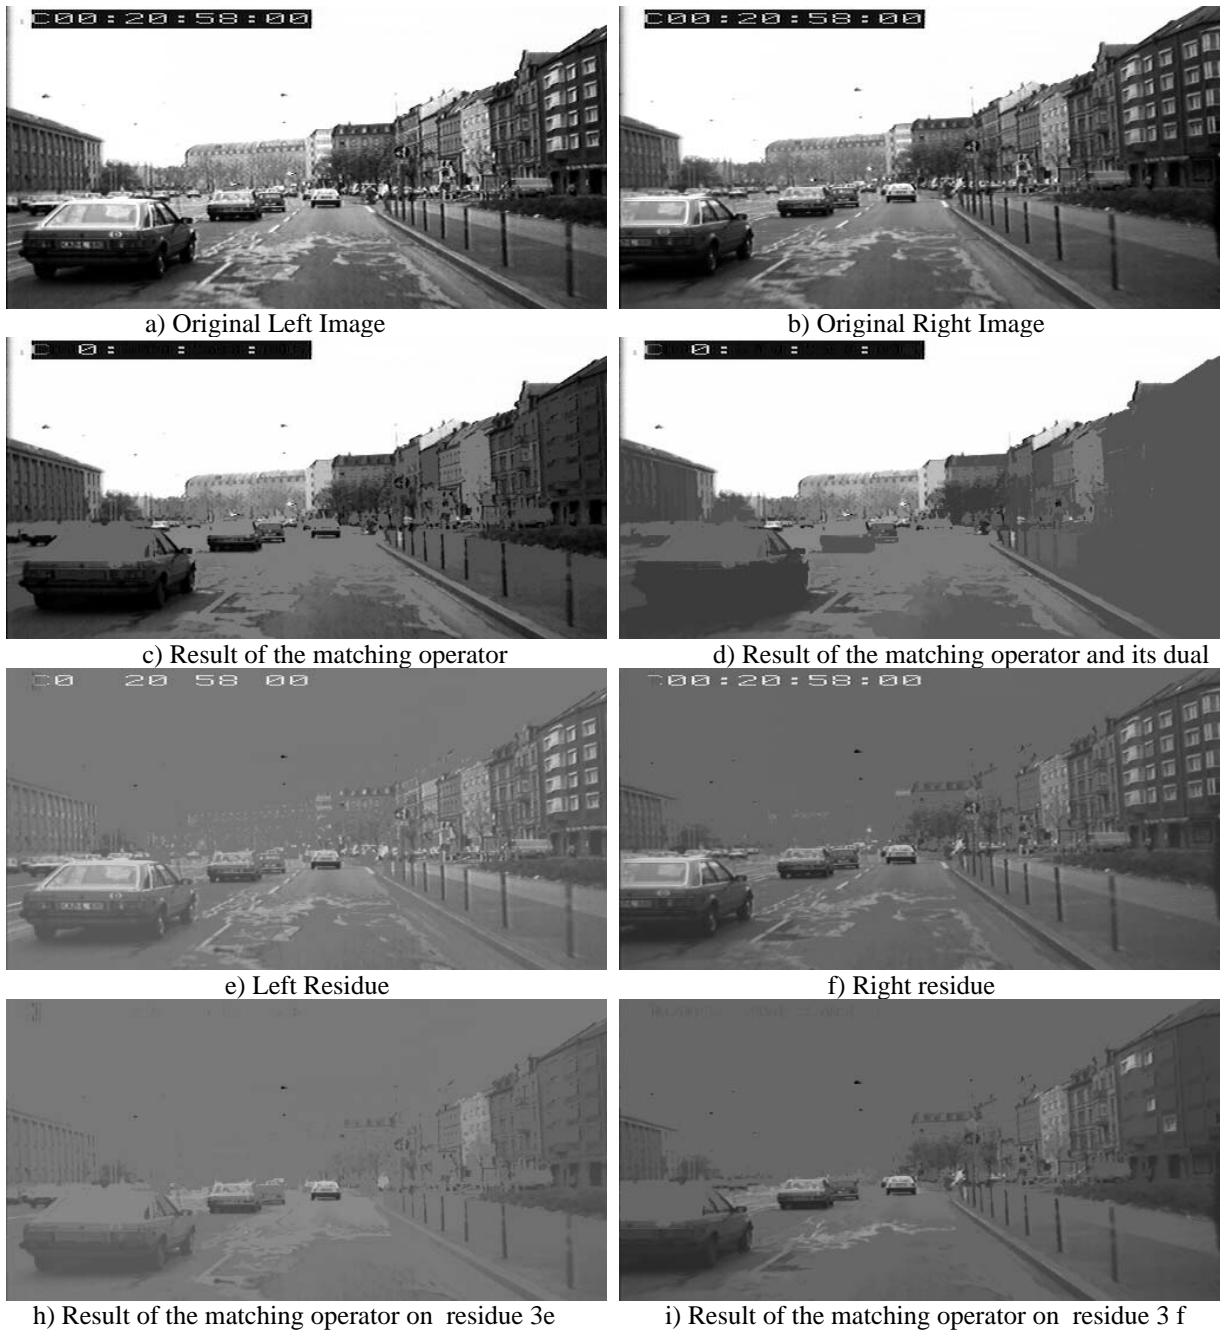 C00:20:58:00
C00:20:58:00
a) Original Left Image
b) Original Right Image
C 0: : :
C 0: : :
c) Result of the matching operator
d) Result of the matching operator and its dual
C0 20 58 00
00:20:58:00
e) Left Residue
f) Right residue
h) Result of the matching operator on residue 3e
i) Result of the matching operator on residue 3 f